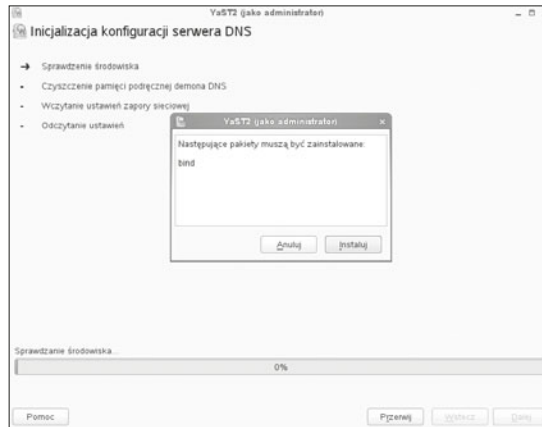 YaST2 (jako administrator)
Inicjalizacja konfiguracji serwera DNS
Sprawdzenie środowiska
Czyszczenie pamięci podręcznej demona DNS
Wczytanie ustawień zapory sieciowej
Odczytanie ustawień
YaST2 (jako administrator)
Następujące pakiety muszą być zainstalowane:
bind
Anuluj
Instaluj
Sprawdzanie środowiska...
0%
Pomoc
Przerwij
Wstecz
Dalej